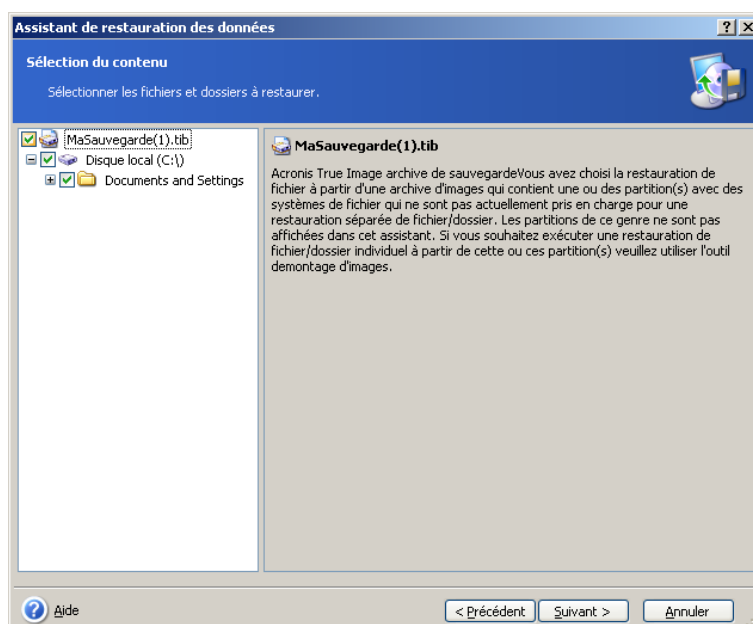 Assistant de restauration des données
Sélection du contenu
Sélectionner les fichiers et dossiers à restaurer.
MaSauvegarde(1).tib
Disque local (C:\)
Documents and Settings
MaSauvegarde(1).tib
Acronis True Image archive de sauvegardeVous avez choisi la restauration de
fichier à partir d'une archive d'images qui contient une ou des partition(s) avec des
systèmes de fichier qui ne sont pas actuellement pris en charge pour une
restauration séparée de fichier/dossier. Les partitions de ce genre ne sont pas
affichées dans cet assistant. Si vous souhaitez exécuter une restauration de
fichier/dossier individuel à partir de cette ou ces partition(s) veuillez utiliser l'outil
demontage d'images.
Aide
< Précédent
Suivant >
Annuler